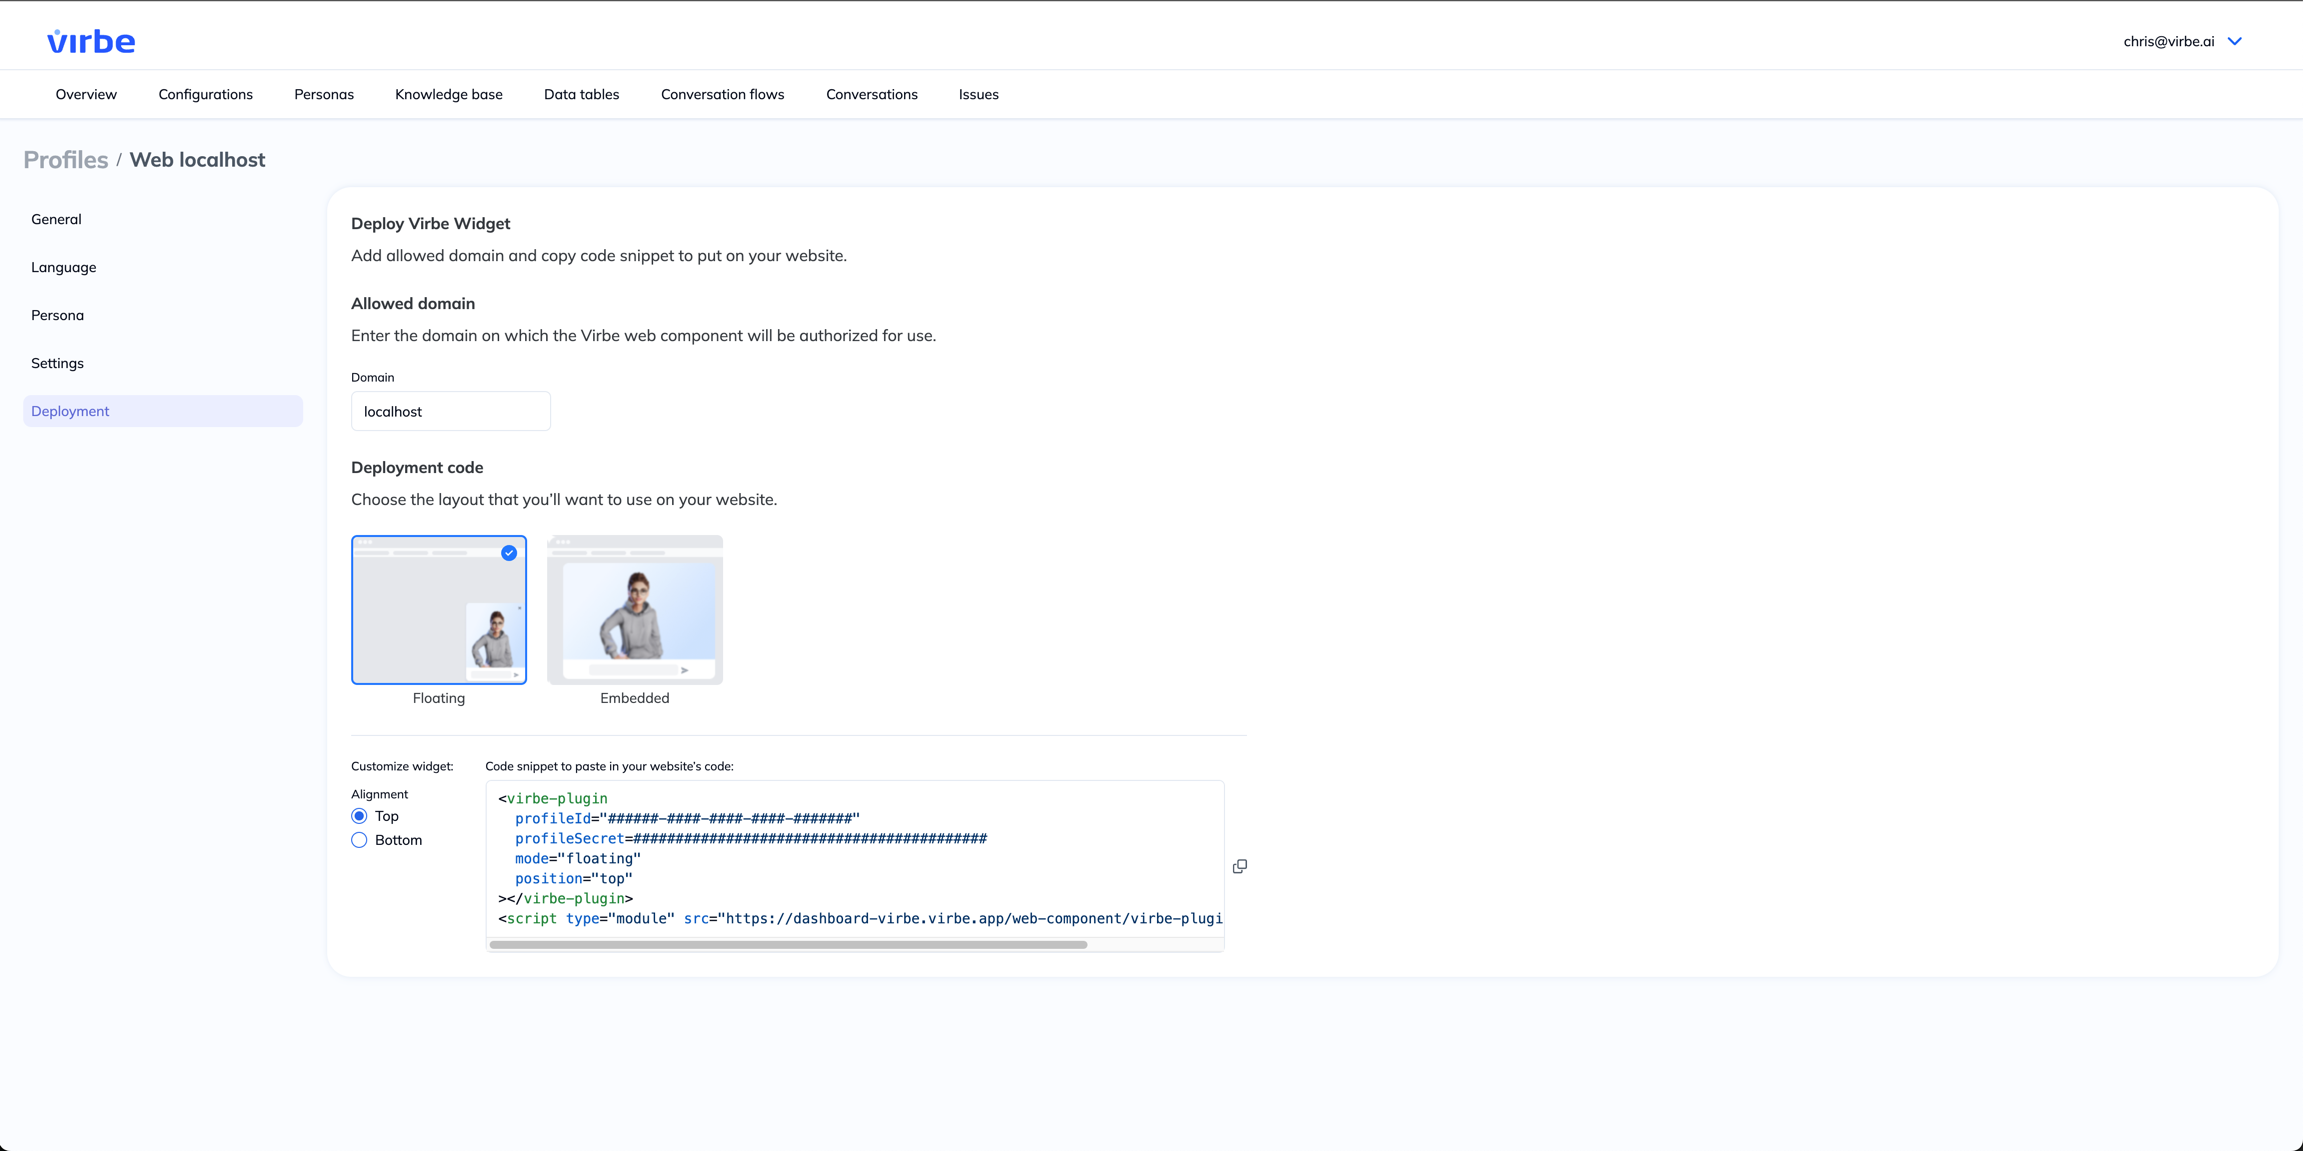 virbe
chris@virbe.ai
Overview Configurations Personas Knowledge base Data tables Conversation flows Conversations Issues
Profiles / Web localhost
General
Language
Persona
Settings
Deployment
Deploy Virbe Widget
Add allowed domain and copy code snippet to put on your website.
Allowed domain
Enter the domain on which the Virbe web component will be authorized for use.
Domain
localhost
Deployment code
Choose the layout that you’ll want to use on your website.
Floating
Embedded
Customize widget:
Alignment
Top
Bottom
Code snippet to paste in your website’s code:
<virbe-plugin
profileId="######-####-####-####-#######"
profileSecret=##########################################
mode="floating"
position="top"
></virbe-plugin>
<script type="module" src="https://dashboard-virbe.virbe.app/web-component/virbe-plugi